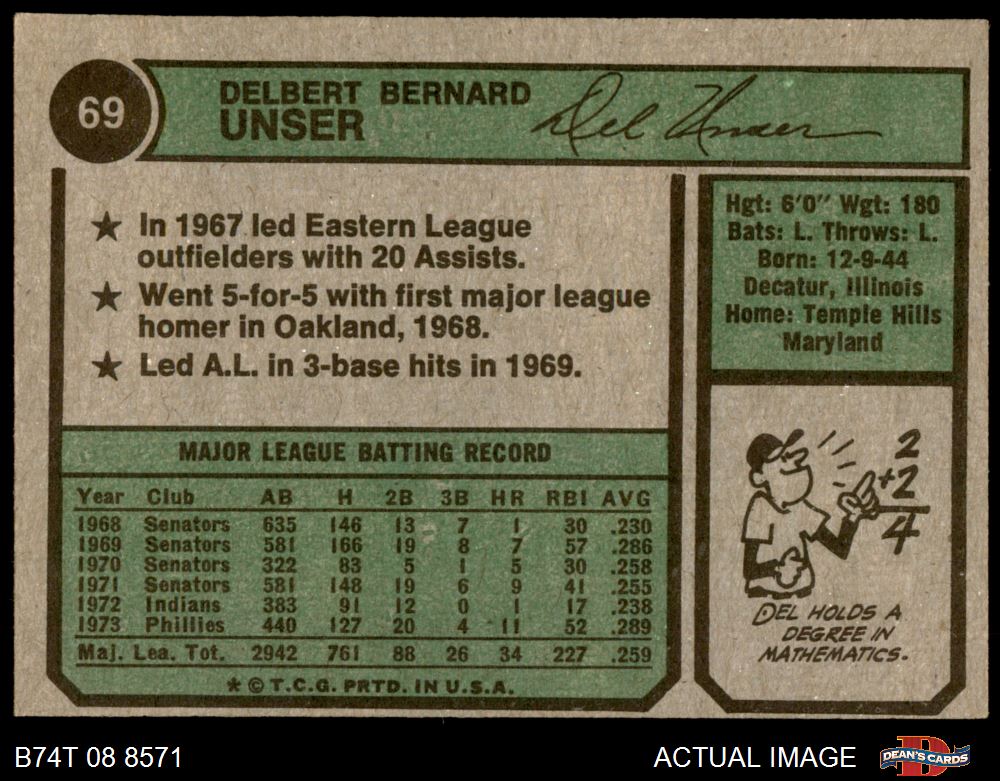 69
DELBERT BERNARD
UNSER
Del Unser
★ In 1967 led Eastern League
outfielders with 20 Assists.
★ Went 5-for-5 with first major league
homer in Oakland, 1968.
★ Led A.L. in 3-base hits in 1969.
Hgt: 6'0" Wgt: 180
Bats: L. Throws: L.
Born: 12-9-44
Decatur, Illinois
Home: Temple Hills
Maryland
MAJOR LEAGUE BATTING RECORD
Year Club AB H 2B 3B HR RBI AVG
1968 Senators 635 146 13 7 1 30 .230
1969 Senators 581 166 19 8 7 57 .286
1970 Senators 322 83 5 1 5 30 .258
1971 Senators 581 148 19 6 9 41 .255
1972 Indians 383 91 12 0 1 17 .238
1973 Phillies 440 127 20 4 11 52 .289
Maj. Lea. Tot. 2942 761 88 26 34 227 .259
* © T.C.G. PRTD. IN U.S.A.
2
+2
4
DEL HOLDS A
DEGREE IN
MATHEMATICS.
B74T 08 8571
ACTUAL IMAGE
DEAN'S CARDS